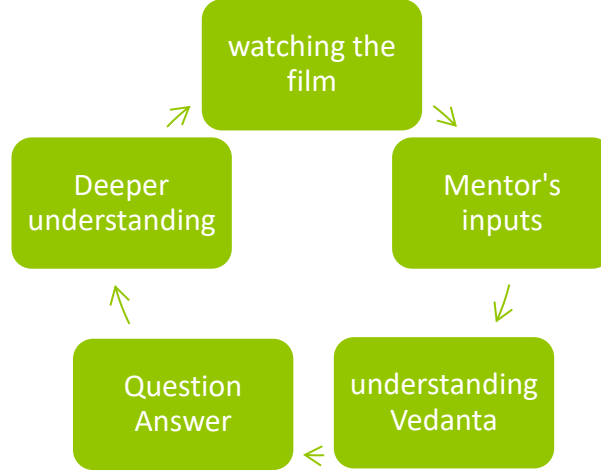 watching the
film
Mentor's
inputs
understanding
Vedanta
Question
Answer
Deeper
understanding